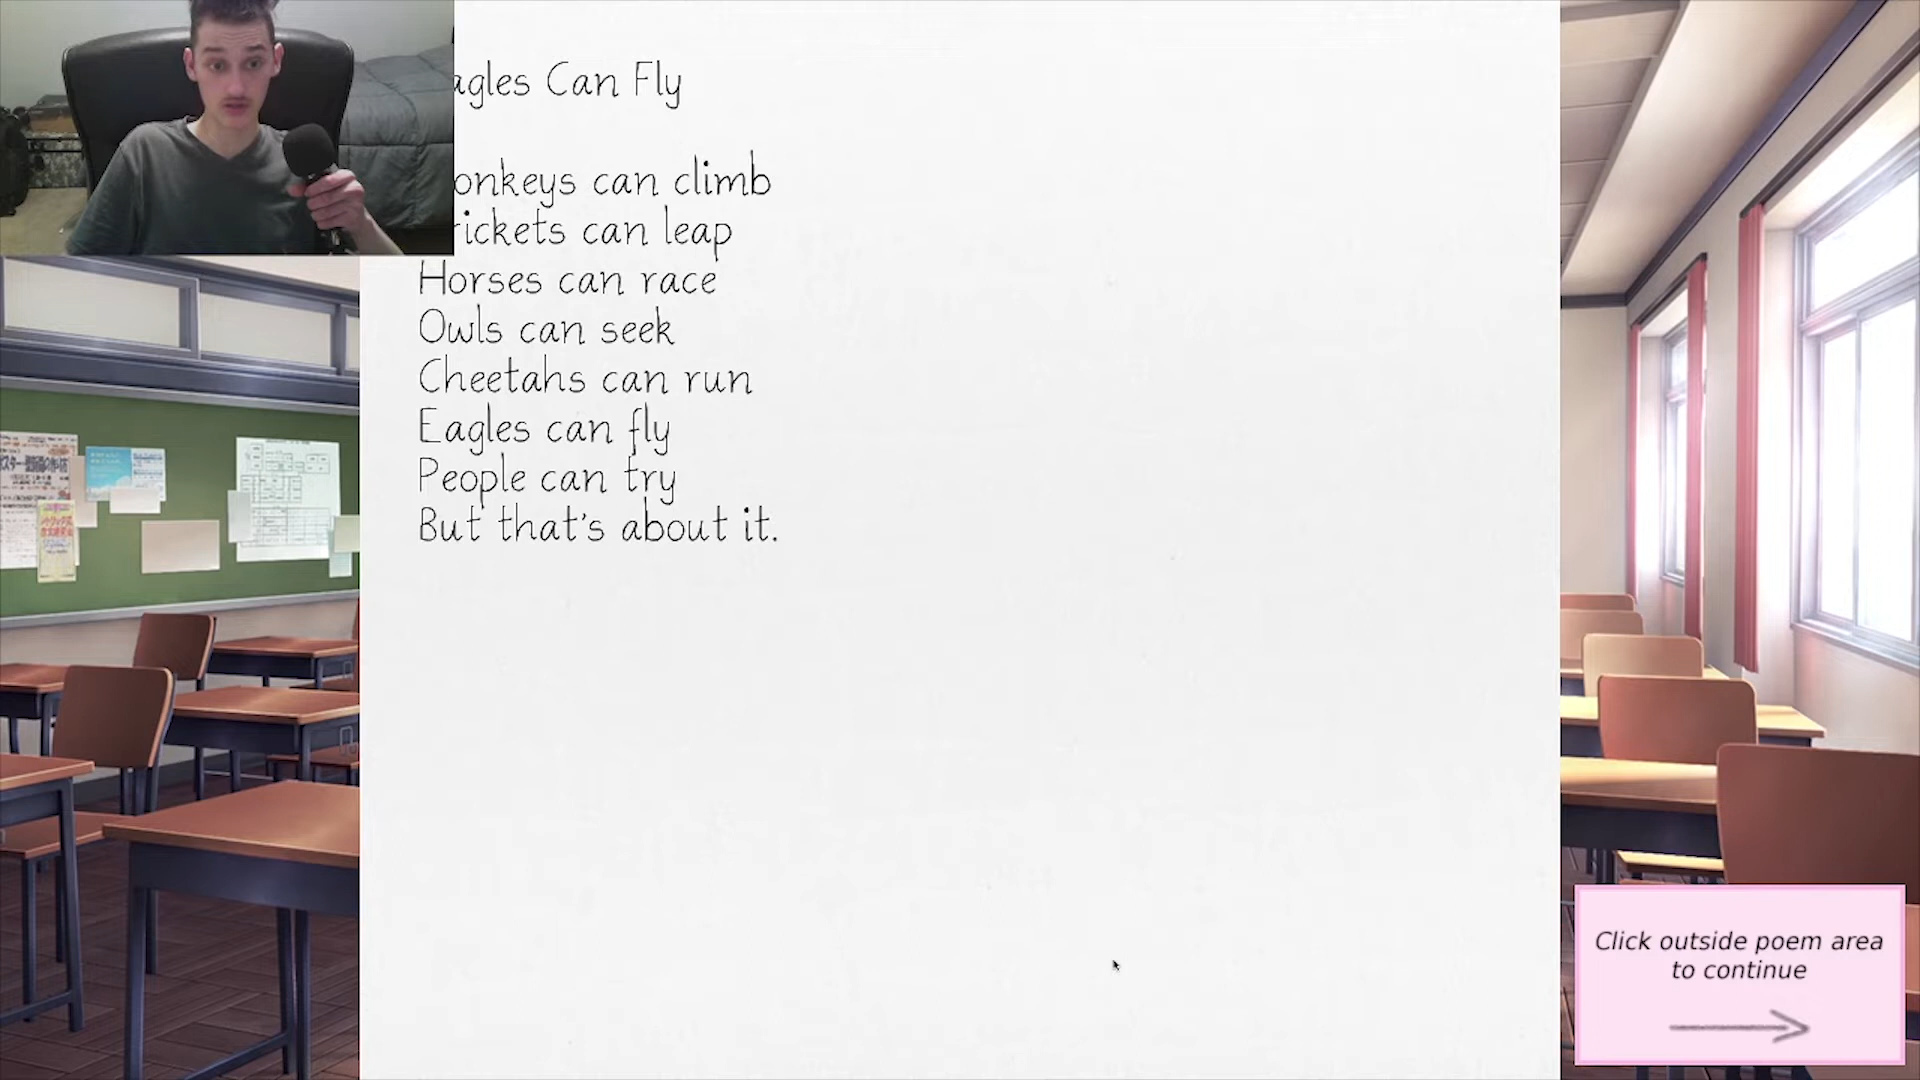 agles Can Fly
onkeys can climb
rickets can leap
Horses can race
Owls can seek
Cheetahs can run
Eagles can fly
People can try
But that's about it.
Click outside poem area
to continue